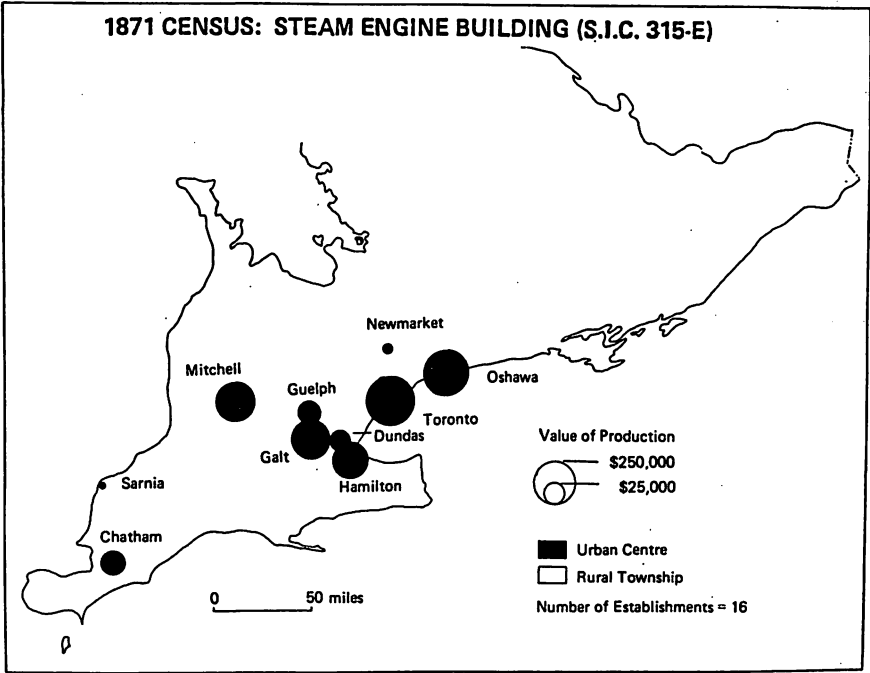 1871 CENSUS: STEAM ENGINE BUILDING (S.I.C. 315-E)
Newmarket
Mitchell
Guelph
Oshawa
Toronto
Dundas
Galt
Hamilton
Sarnia
Chatham
Value of Production
$250,000
$25,000
Urban Centre
Rural Township
Number of Establishments = 16
0 50 miles